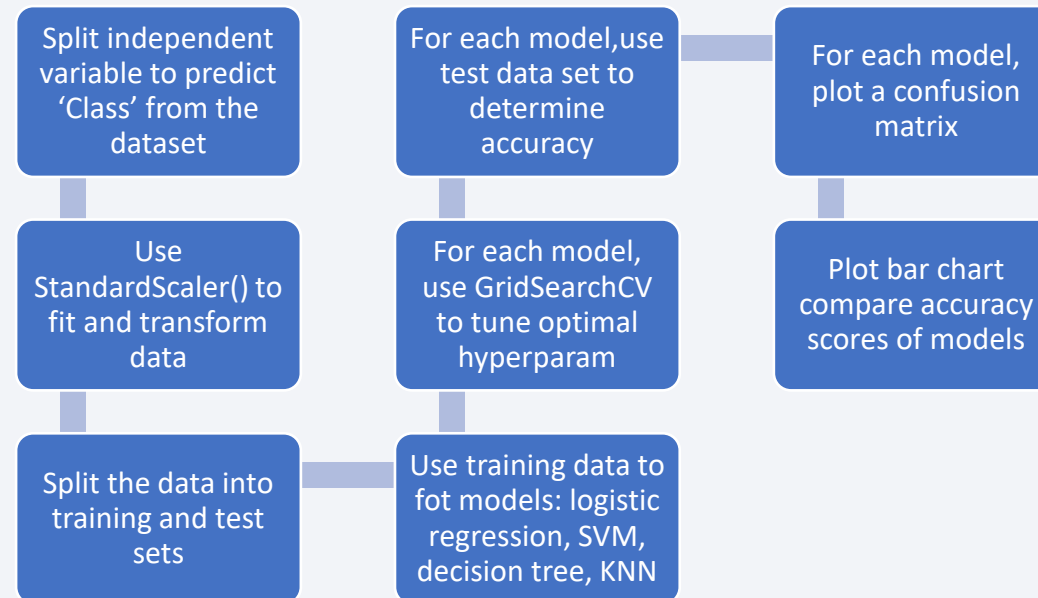 Split independent
variable to predict
‘Class’ from the
dataset
Use
StandardScaler() to
fit and transform
data
Split the data into
training and test
sets
Use training data to
fot models: logistic
regression, SVM,
decision tree, KNN
For each model,
use GridSearchCV
to tune optimal
hyperparam
For each model,use
test data set to
determine
accuracy
For each model,
plot a confusion
matrix
Plot bar chart
compare accuracy
scores of models